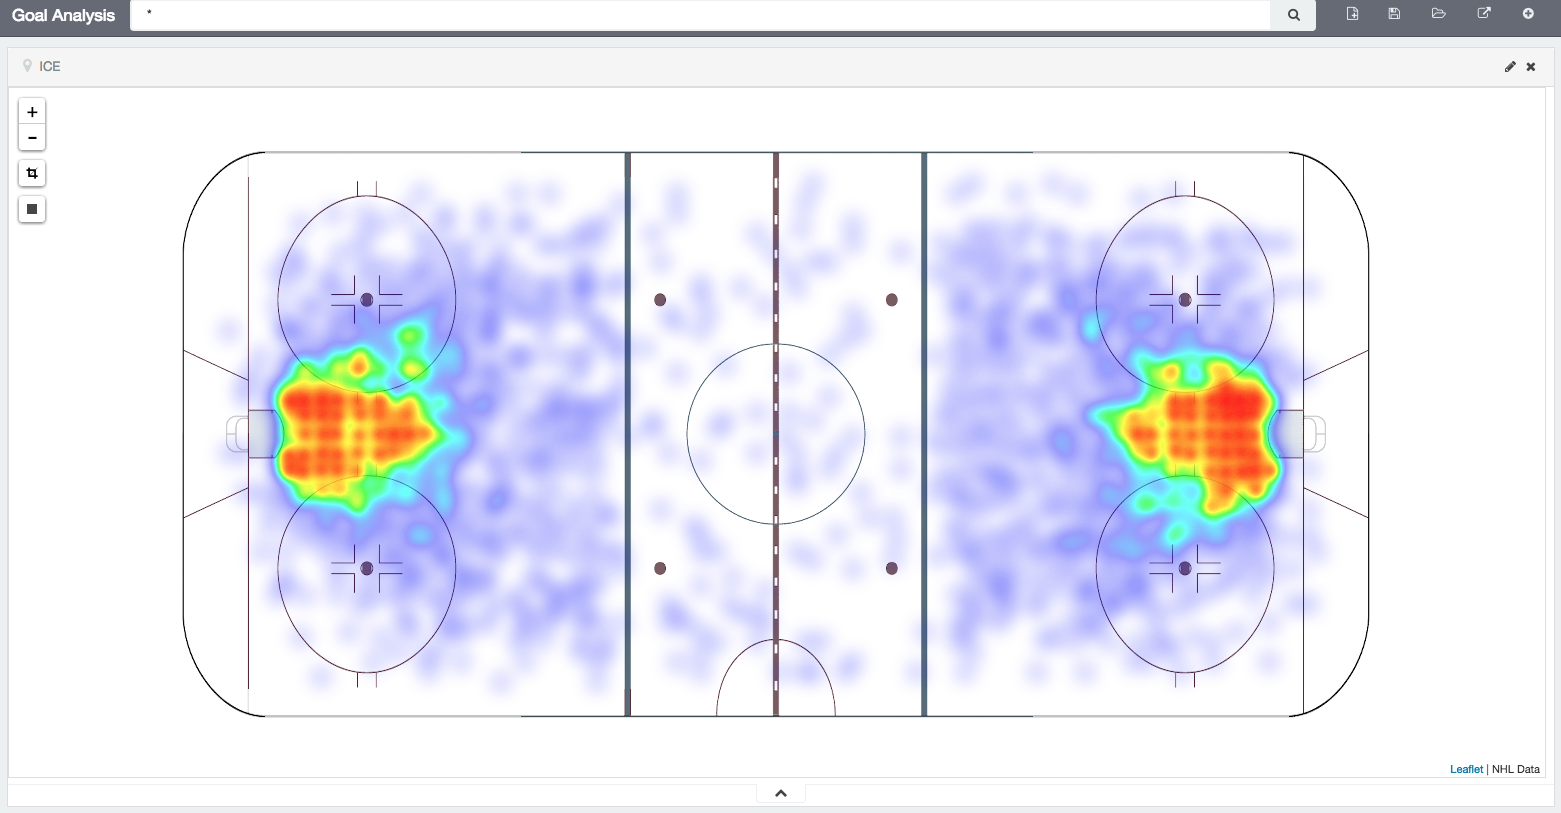 Goal Analysis
*
ICE
+
-
Leaflet | NHL Data